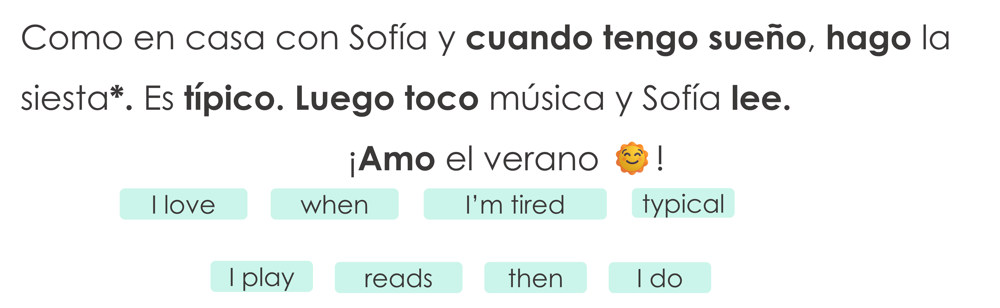 Como en casa con Sofía y cuando tengo sueño, hago la
siesta*. Es típico. Luego toco música y Sofía lee.
¡Amo el verano !
I love when I'm tired typical
I play reads then I do